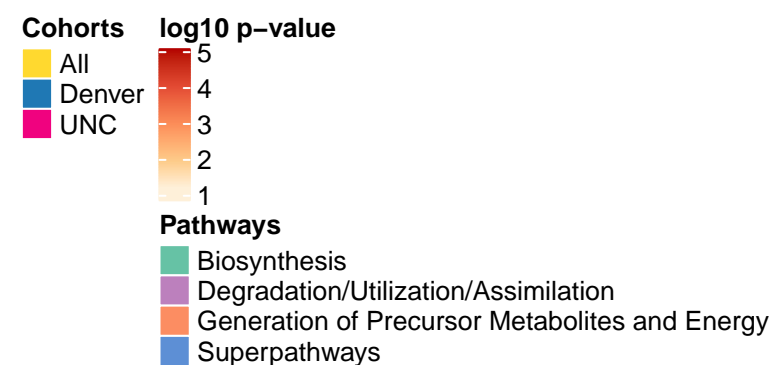 Cohorts
All
Denver
UNC
log10 p−value
5
4
3
2
1
Pathways
Biosynthesis
Degradation/Utilization/Assimilation
Generation of Precursor Metabolites and Energy
Superpathways